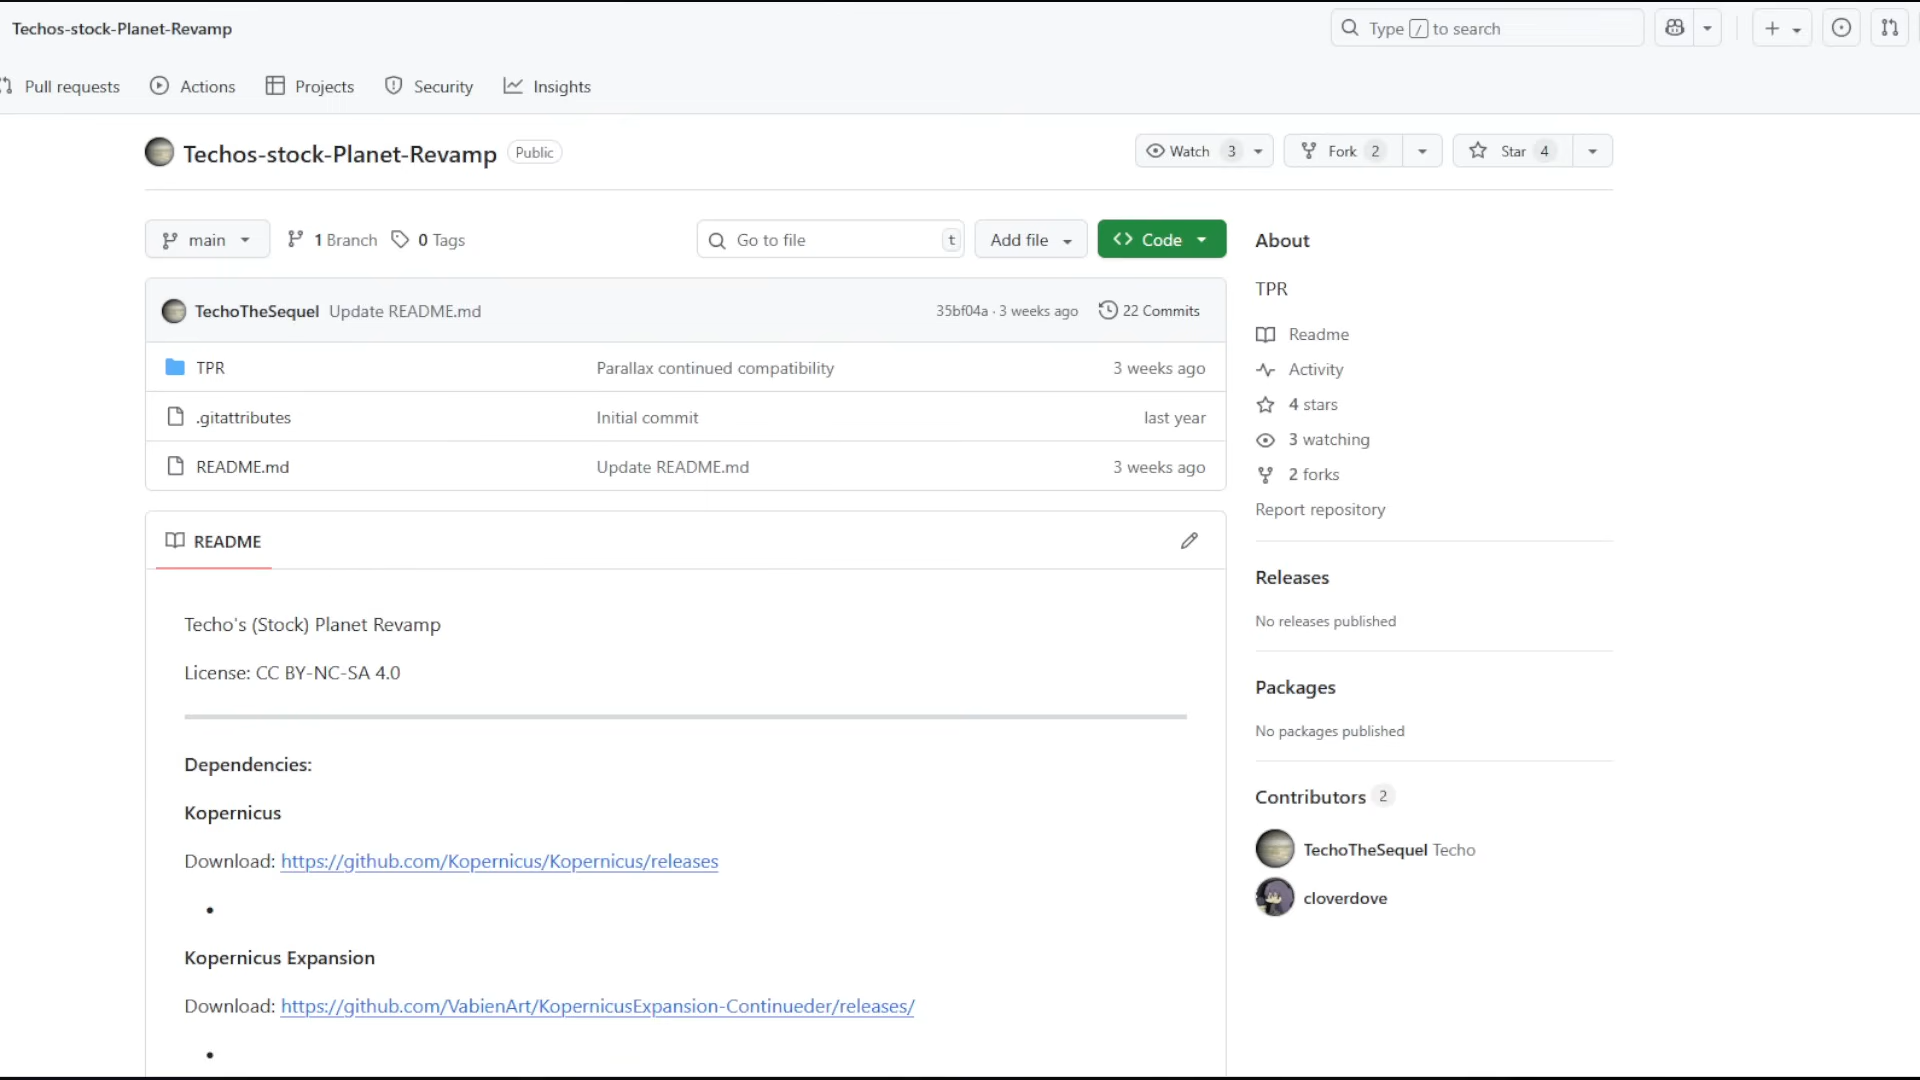 Techos-stock-Planet-Revamp
Type / to search
Pull requests
Actions
Projects
Security
Insights
Techos-stock-Planet-Revamp
Public
Watch 3
Fork 2
Star 4
main
1 Branch
0 Tags
Go to file
t
Add file
<> Code
TechoTheSequel Update README.md
35bf04a · 3 weeks ago
22 Commits
TPR
Parallax continued compatibility
3 weeks ago
.gitattributes
Initial commit
last year
README.md
Update README.md
3 weeks ago
README
Techo's (Stock) Planet Revamp
License: CC BY-NC-SA 4.0
Dependencies:
Kopernicus
Download: https://github.com/Kopernicus/Kopernicus/releases
Kopernicus Expansion
Download: https://github.com/VabienArt/KopernicusExpansion-Continueder/releases/
About
TPR
Readme
Activity
4 stars
3 watching
2 forks
Report repository
Releases
No releases published
Packages
No packages published
Contributors 2
TechoTheSequel Techo
cloverdove